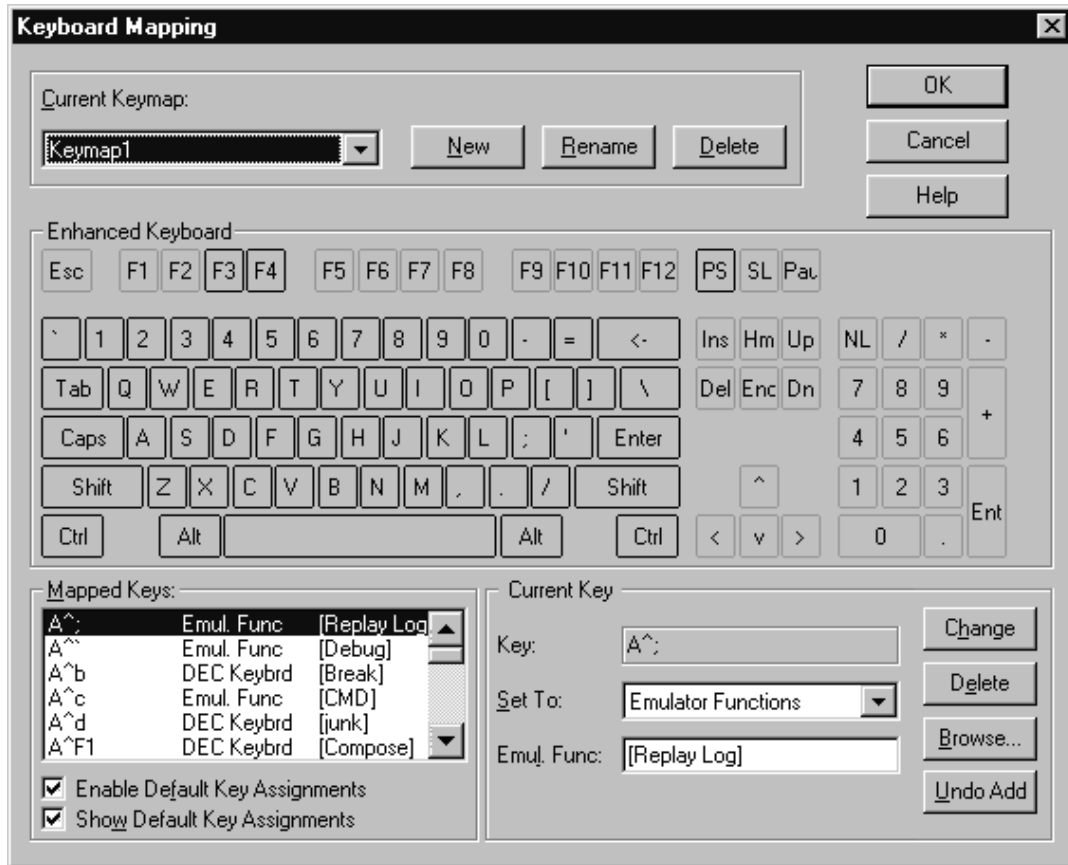 Keyboard Mapping
Current Keymap:
Keymap1
New
Rename
Delete
OK
Cancel
Help
Enhanced Keyboard
Esc F1 F2 F3 F4 F5 F6 F7 F8 F9 F10 F11 F12 PS SL Pau
` 1 2 3 4 5 6 7 8 9 0 - = <- Ins Hm Up NL / * -
Tab Q W E R T Y U I O P [ ] \ Del Enc Dn 7 8 9 +
Caps A S D F G H J K L ; ' Enter 4 5 6
Shift Z X C V B N M , . / Shift ^ 1 2 3 Ent
Ctrl Alt Alt Ctrl < v > 0 .
Mapped Keys:
A^; Emul. Func [Replay Log
A^` Emul. Func [Debug]
A^b DEC Keybrd [Break]
A^c Emul. Func [CMD]
A^d DEC Keybrd [junk]
A^F1 DEC Keybrd [Compose]
Enable Default Key Assignments
Show Default Key Assignments
Current Key
Key: A^;
Set To: Emulator Functions
Emul. Func: [Replay Log]
Change
Delete
Browse...
Undo Add